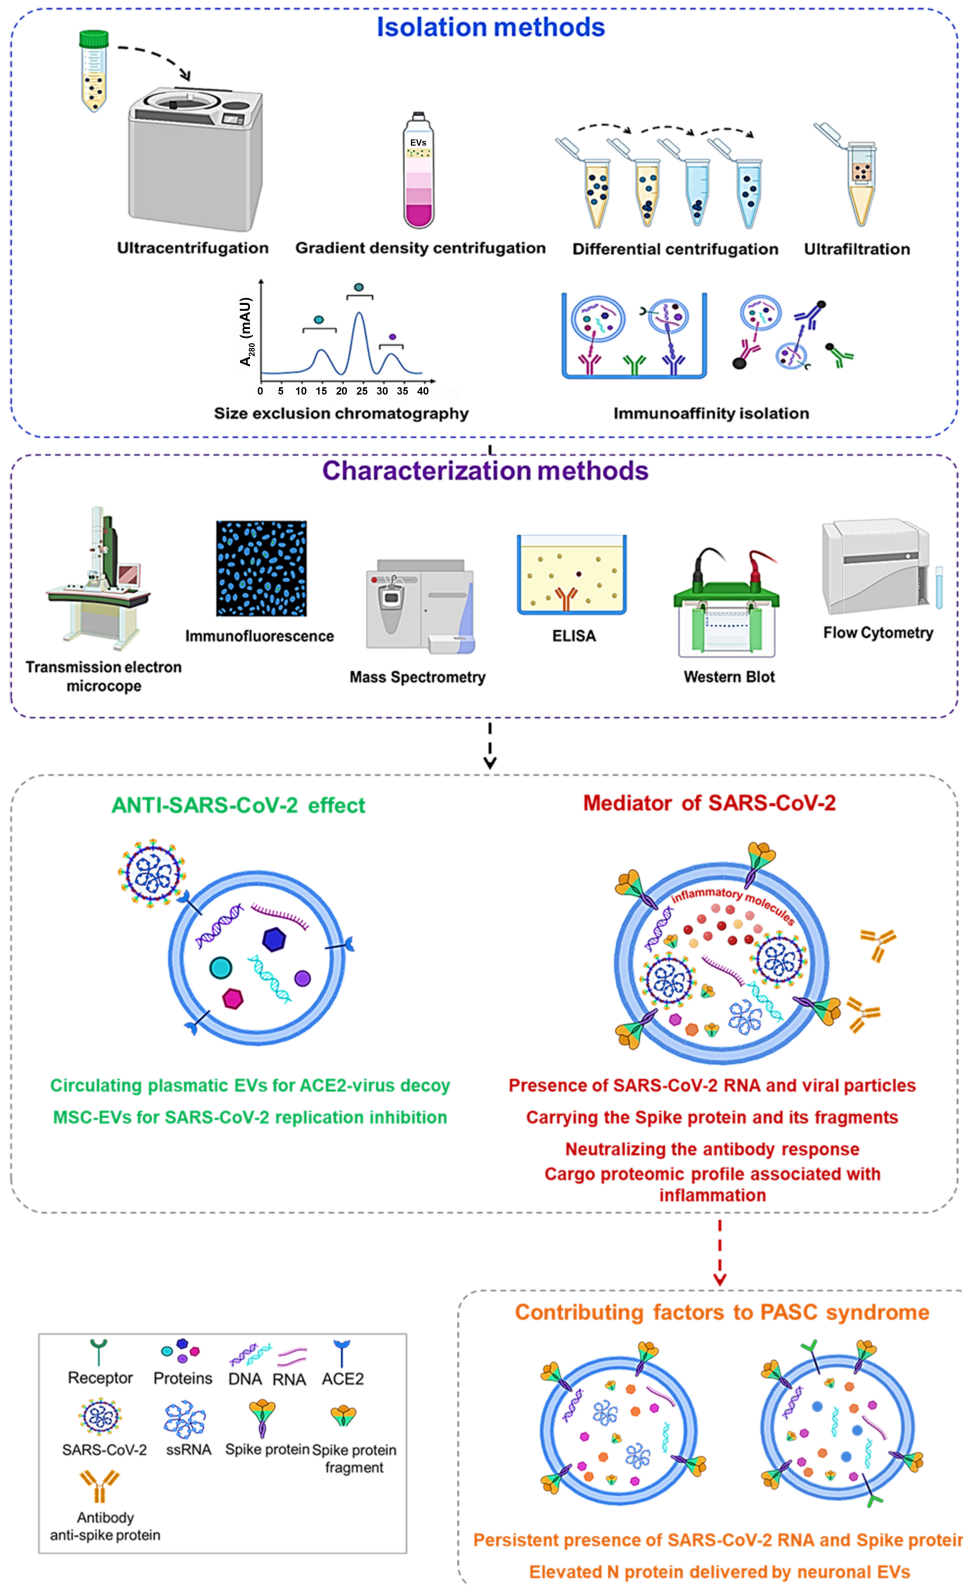 Isolation methods
EVs
Ultracentrifugation
Gradient density centrifugation
Differential centrifugation
Ultrafiltration
A280 (mAU)
0 5 10 15 20 25 30 35 40
Size exclusion chromatography
Immunoaffinity isolation
Characterization methods
Transmission electron
microcope
Immunofluorescence
Mass Spectrometry
ELISA
Western Blot
Flow Cytometry
ANTI-SARS-CoV-2 effect
Circulating plasmatic EVs for ACE2-virus decoy
MSC-EVs for SARS-CoV-2 replication inhibition
Mediator of SARS-CoV-2
inflammatory molecules
Presence of SARS-CoV-2 RNA and viral particles
Carrying the Spike protein and its fragments
Neutralizing the antibody response
Cargo proteomic profile associated with
inflammation
Receptor
Proteins
DNA
RNA
ACE2
SARS-CoV-2
ssRNA
Spike protein
Spike protein
fragment
Antibody
anti-spike protein
Contributing factors to PASC syndrome
Persistent presence of SARS-CoV-2 RNA and Spike protein
Elevated N protein delivered by neuronal EVs